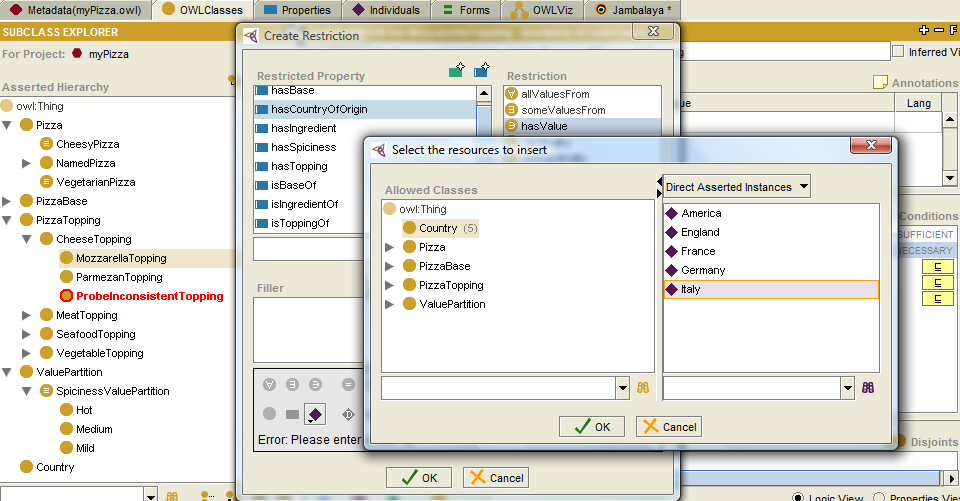 Metadata(myPizza.owl)
OWLClasses
Properties
Individuals
Forms
OWLViz
Jambalaya *
SUBCLASS EXPLORER
For Project: myPizza
Asserted Hierarchy
owl:Thing
Pizza
CheesyPizza
NamedPizza
VegetarianPizza
PizzaBase
PizzaTopping
CheeseTopping
MozzarellaTopping
ParmezanTopping
ProbeInconsistentTopping
MeatTopping
SeafoodTopping
VegetableTopping
ValuePartition
SpicinessValuePartition
Hot
Medium
Mild
Country
Create Restriction
Restricted Property
hasBase
hasCountryOfOrigin
hasIngredient
hasSpiciness
hasTopping
isBaseOf
isIngredientOf
isToppingOf
Restriction
allValuesFrom
someValuesFrom
hasValue
Filler
Error: Please enter
OK
Cancel
Select the resources to insert
Allowed Classes
owl:Thing
Country (5)
Pizza
PizzaBase
PizzaTopping
ValuePartition
Direct Asserted Instances
America
England
France
Germany
Italy
OK
Cancel
Inferred Vi
Annotations
ue
Lang
Conditions
SUFFICIENT
NECESSARY
Disjoints
Logic View
Properties View